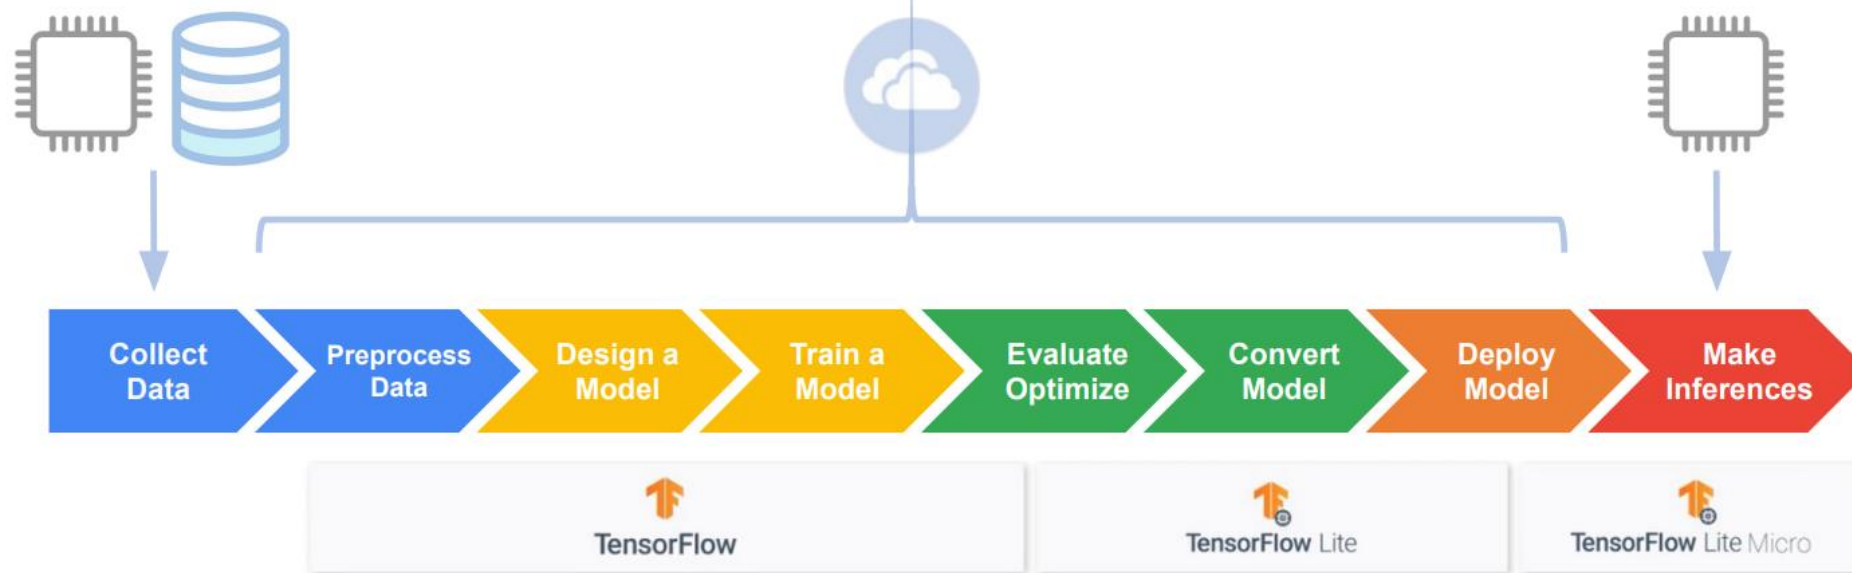 Collect
Data
Preprocess
Data
Design a
Model
Train a
Model
Evaluate
Optimize
Convert
Model
Deploy
Model
Make
Inferences
TensorFlow
TensorFlow Lite
TensorFlow Lite Micro